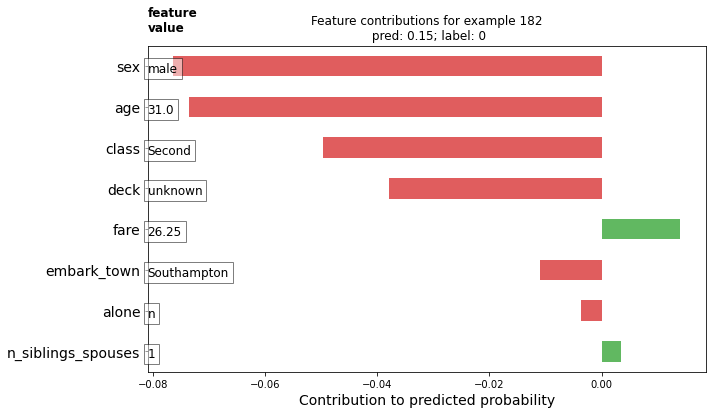 feature
value
Feature contributions for example 182
pred: 0.15; label: 0
sex male
age 31.0
class Second
deck unknown
fare 26.25
embark_town Southampton
alone n
n_siblings_spouses 1
−0.08 −0.06 −0.04 −0.02 0.00
Contribution to predicted probability